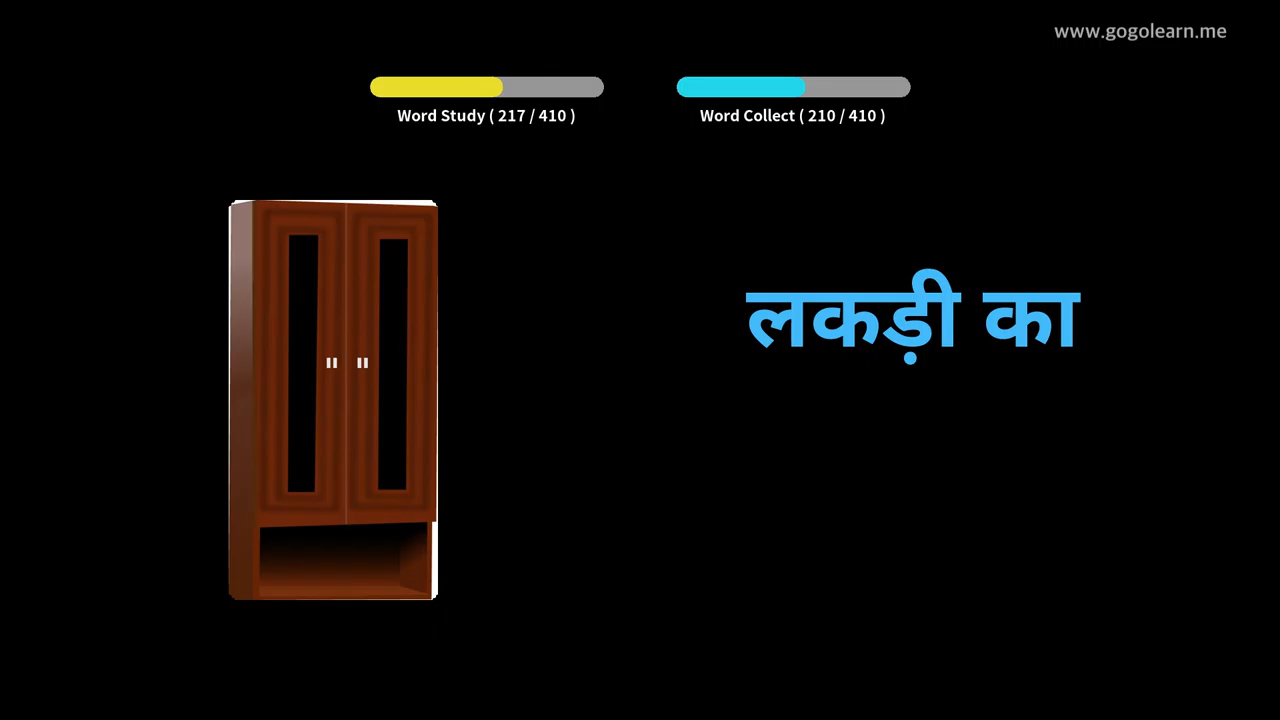 www.gogolearn.me
Word Study ( 217 / 410 ) Word Collect ( 210 / 410 )
लकड़ी का